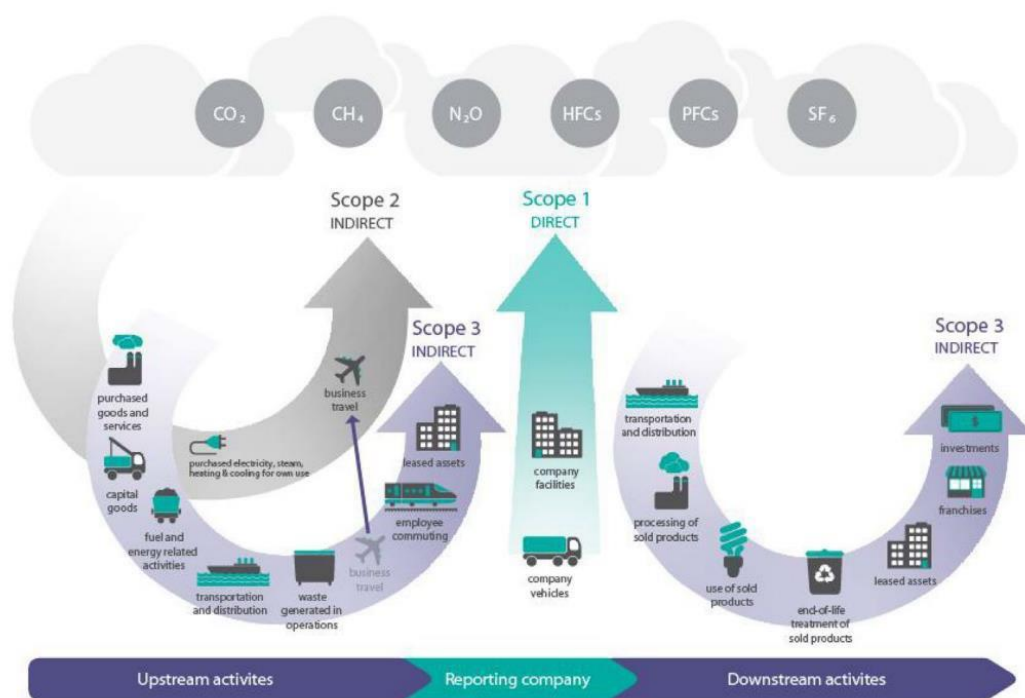 CO₂
CH₄
N₂O
HFCs
PFCs
SF₆
Scope 2
INDIRECT
Scope 1
DIRECT
Scope 3
INDIRECT
Scope 3
INDIRECT
purchased
goods and
services
capital
goods
fuel and
energy related
activities
purchased electricity, steam,
heating & cooling for own use
transportation
and distribution
waste
generated in
operations
business
travel
business
travel
employee
commuting
leased assets
company
facilities
company
vehicles
transportation
and distribution
processing of
sold products
use of sold
products
end-of-life
treatment of
sold products
leased assets
franchises
investments
$
Upstream activites
Reporting company
Downstream activites